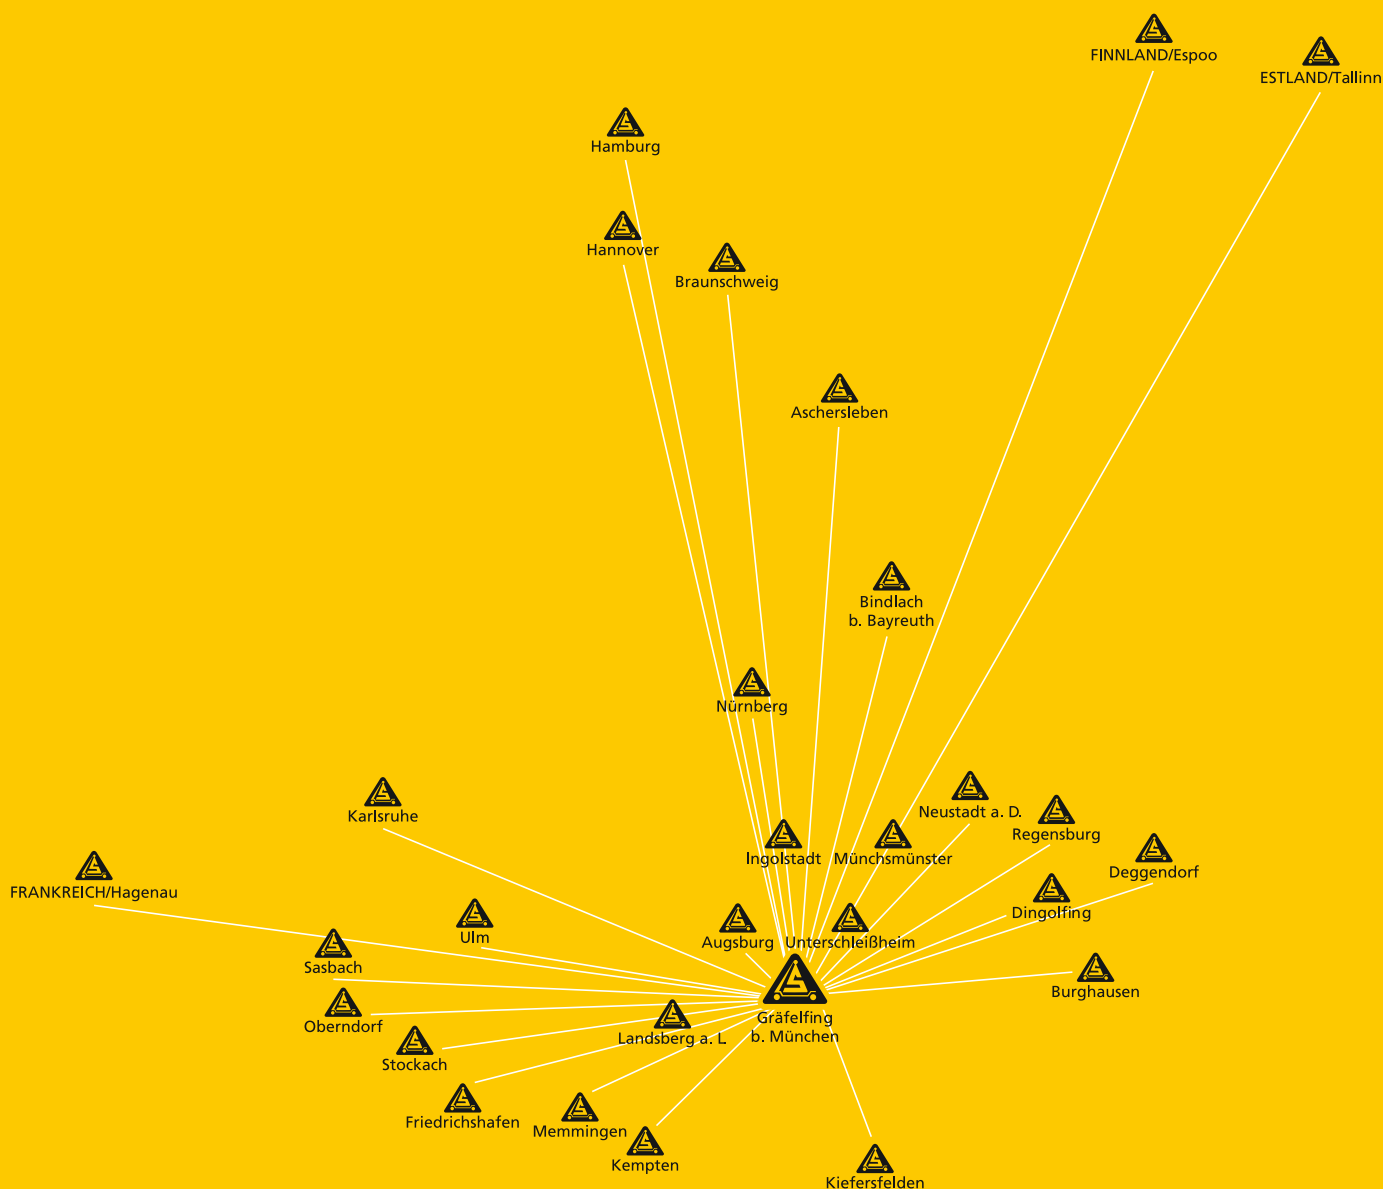 FINNLAND/Espoo
ESTLAND/Tallinn
Hamburg
Hannover
Braunschweig
Aschersleben
Bindlach
b. Bayreuth
Nürnberg
Karlsruhe
Neustadt a. D.
Regensburg
Ingolstadt
Münchsmünster
Deggendorf
FRANKREICH/Hagenau
Dingolfing
Ulm
Augsburg
Unterschleißheim
Sasbach
Burghausen
Oberndorf
Gräfelfing
b. München
Landsberg a. L
Stockach
Friedrichshafen
Memmingen
Kempten
Kiefersfelden